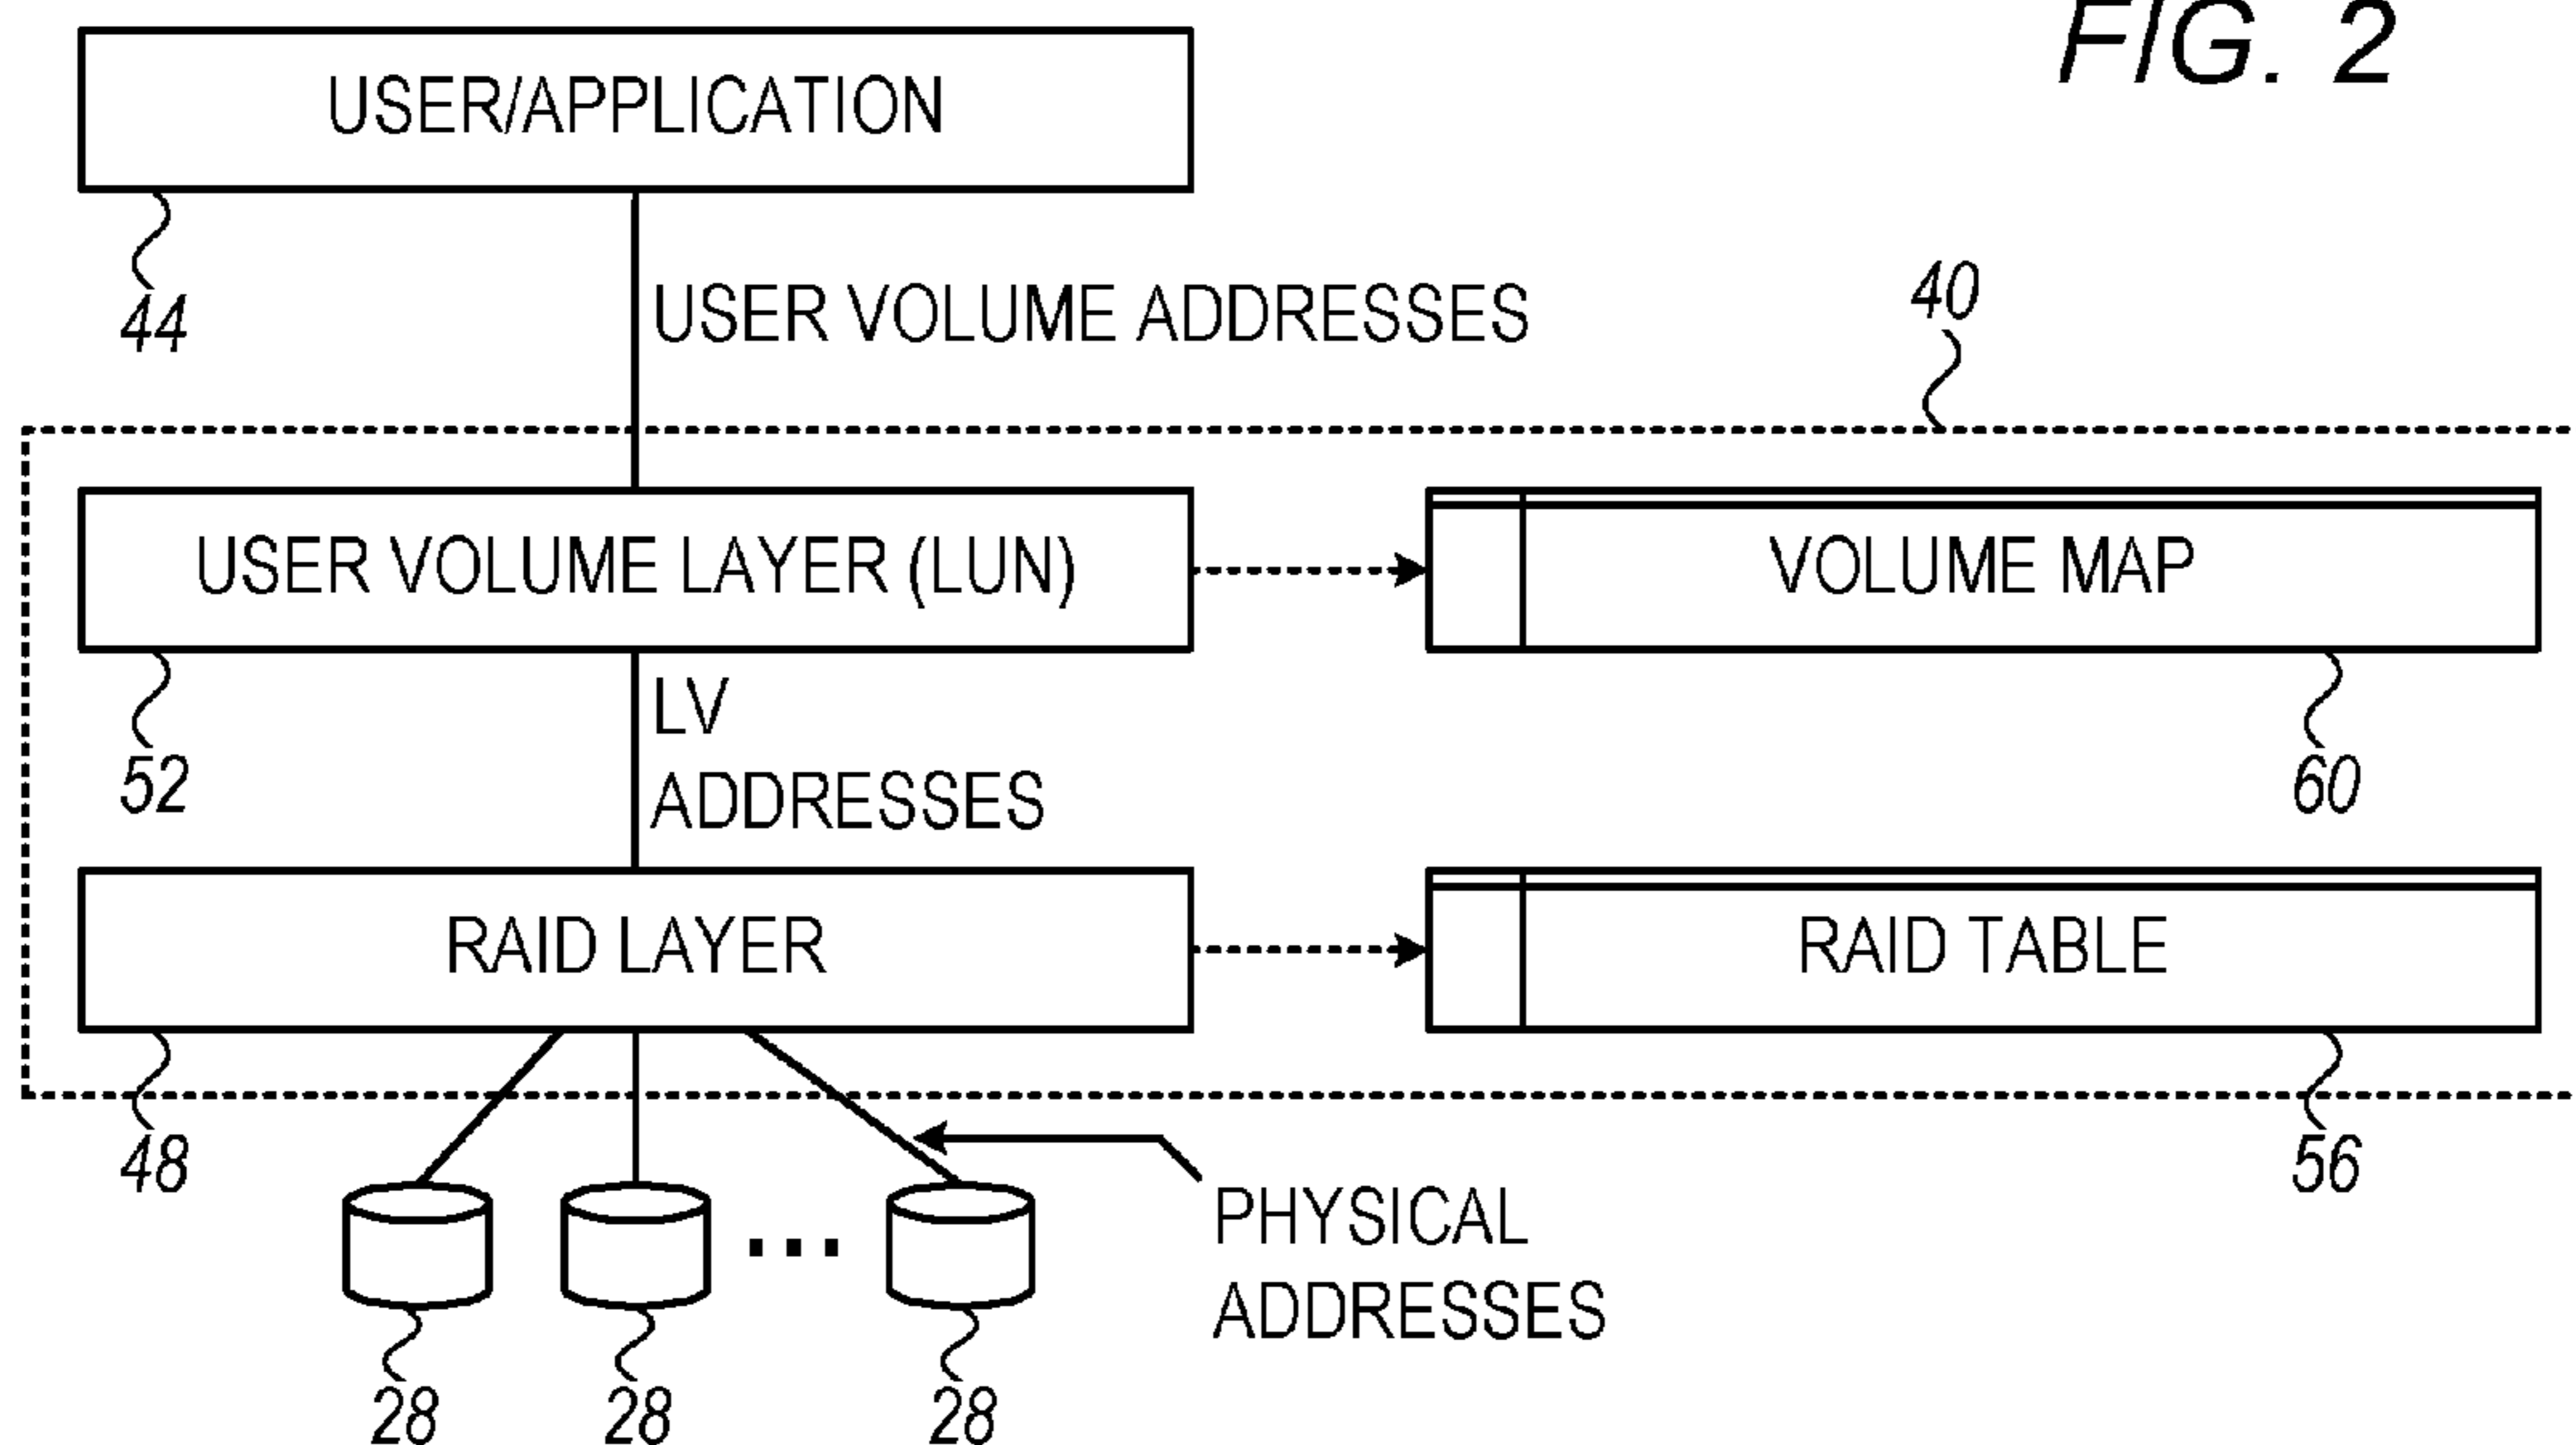 FIG. 2
USER/APPLICATION
44
USER VOLUME ADDRESSES
40
USER VOLUME LAYER (LUN)
VOLUME MAP
52
LV
ADDRESSES
60
RAID LAYER
RAID TABLE
48
56
PHYSICAL
ADDRESSES
28
28
28